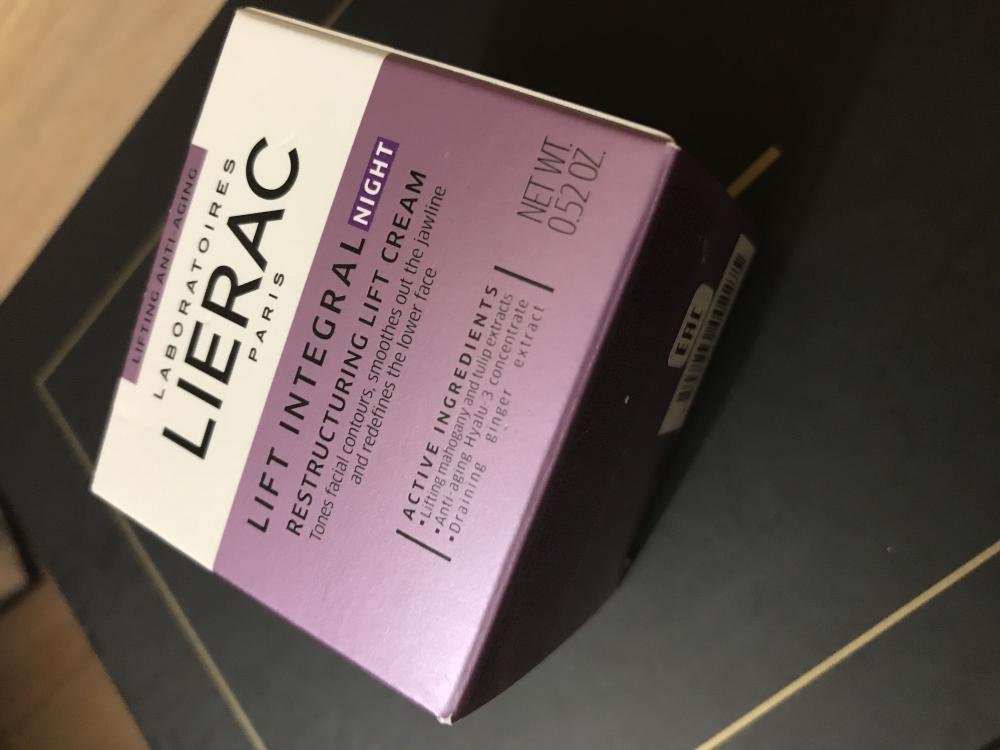 LIFTING ANTI-AGING
LABORATOIRES
LIERAC
PARIS
LIFT INTEGRAL NIGHT
RESTRUCTURING LIFT CREAM
Tones facial contours, smoothes out the jawline
and redefines the lower face
ACTIVE INGREDIENTS
• Lifting mahogany and tulip extracts
• Anti-aging Hyalu-3 concentrate
• Draining ginger extract
NET WT.
0.52 OZ.
EAC